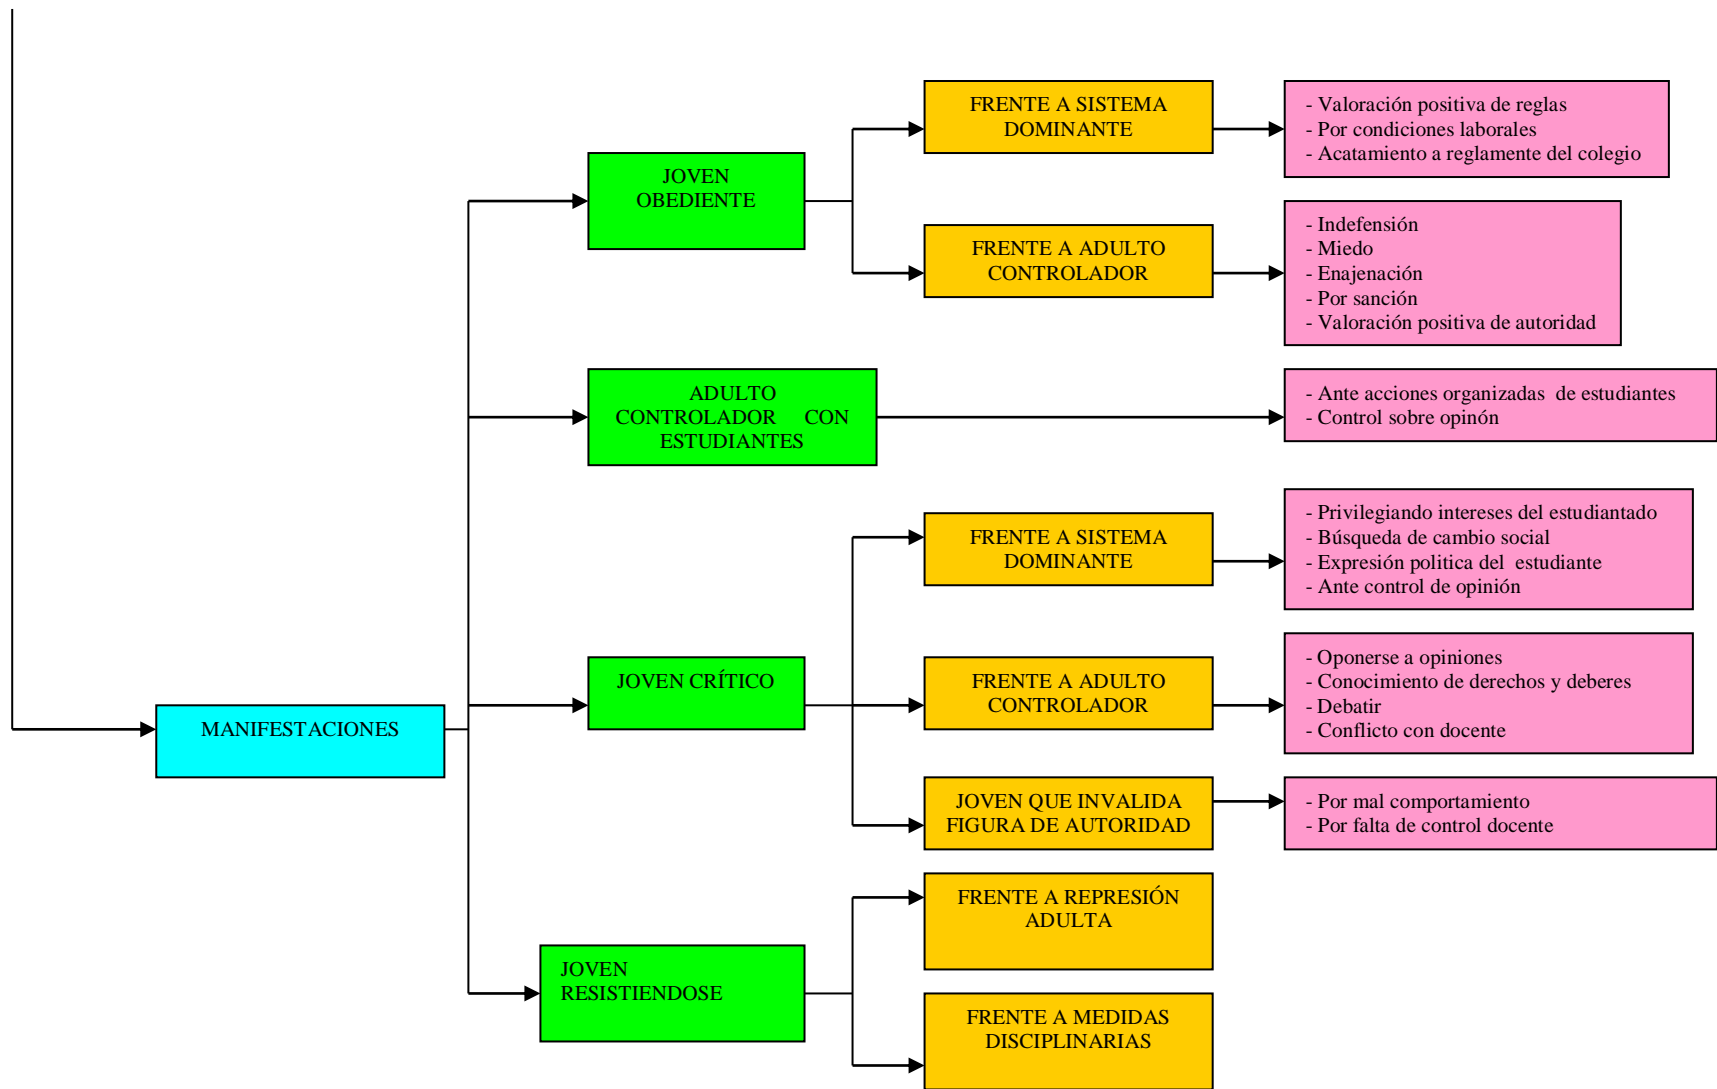 FRENTE A SISTEMA
DOMINANTE
- Valoración positiva de reglas
- Por condiciones laborales
- Acatamiento a reglamente del colegio
JOVEN
OBEDIENTE
FRENTE A ADULTO
CONTROLADOR
- Indefensión
- Miedo
- Enajenación
- Por sanción
- Valoración positiva de autoridad
ADULTO
CONTROLADOR CON
ESTUDIANTES
- Ante acciones organizadas de estudiantes
- Control sobre opinón
FRENTE A SISTEMA
DOMINANTE
- Privilegiando intereses del estudiantado
- Búsqueda de cambio social
- Expresión politica del estudiante
- Ante control de opinión
JOVEN CRÍTICO
FRENTE A ADULTO
CONTROLADOR
- Oponerse a opiniones
- Conocimiento de derechos y deberes
- Debatir
- Conflicto con docente
MANIFESTACIONES
JOVEN QUE INVALIDA
FIGURA DE AUTORIDAD
- Por mal comportamiento
- Por falta de control docente
FRENTE A REPRESIÓN
ADULTA
JOVEN
RESISTIENDOSE
FRENTE A MEDIDAS
DISCIPLINARIAS